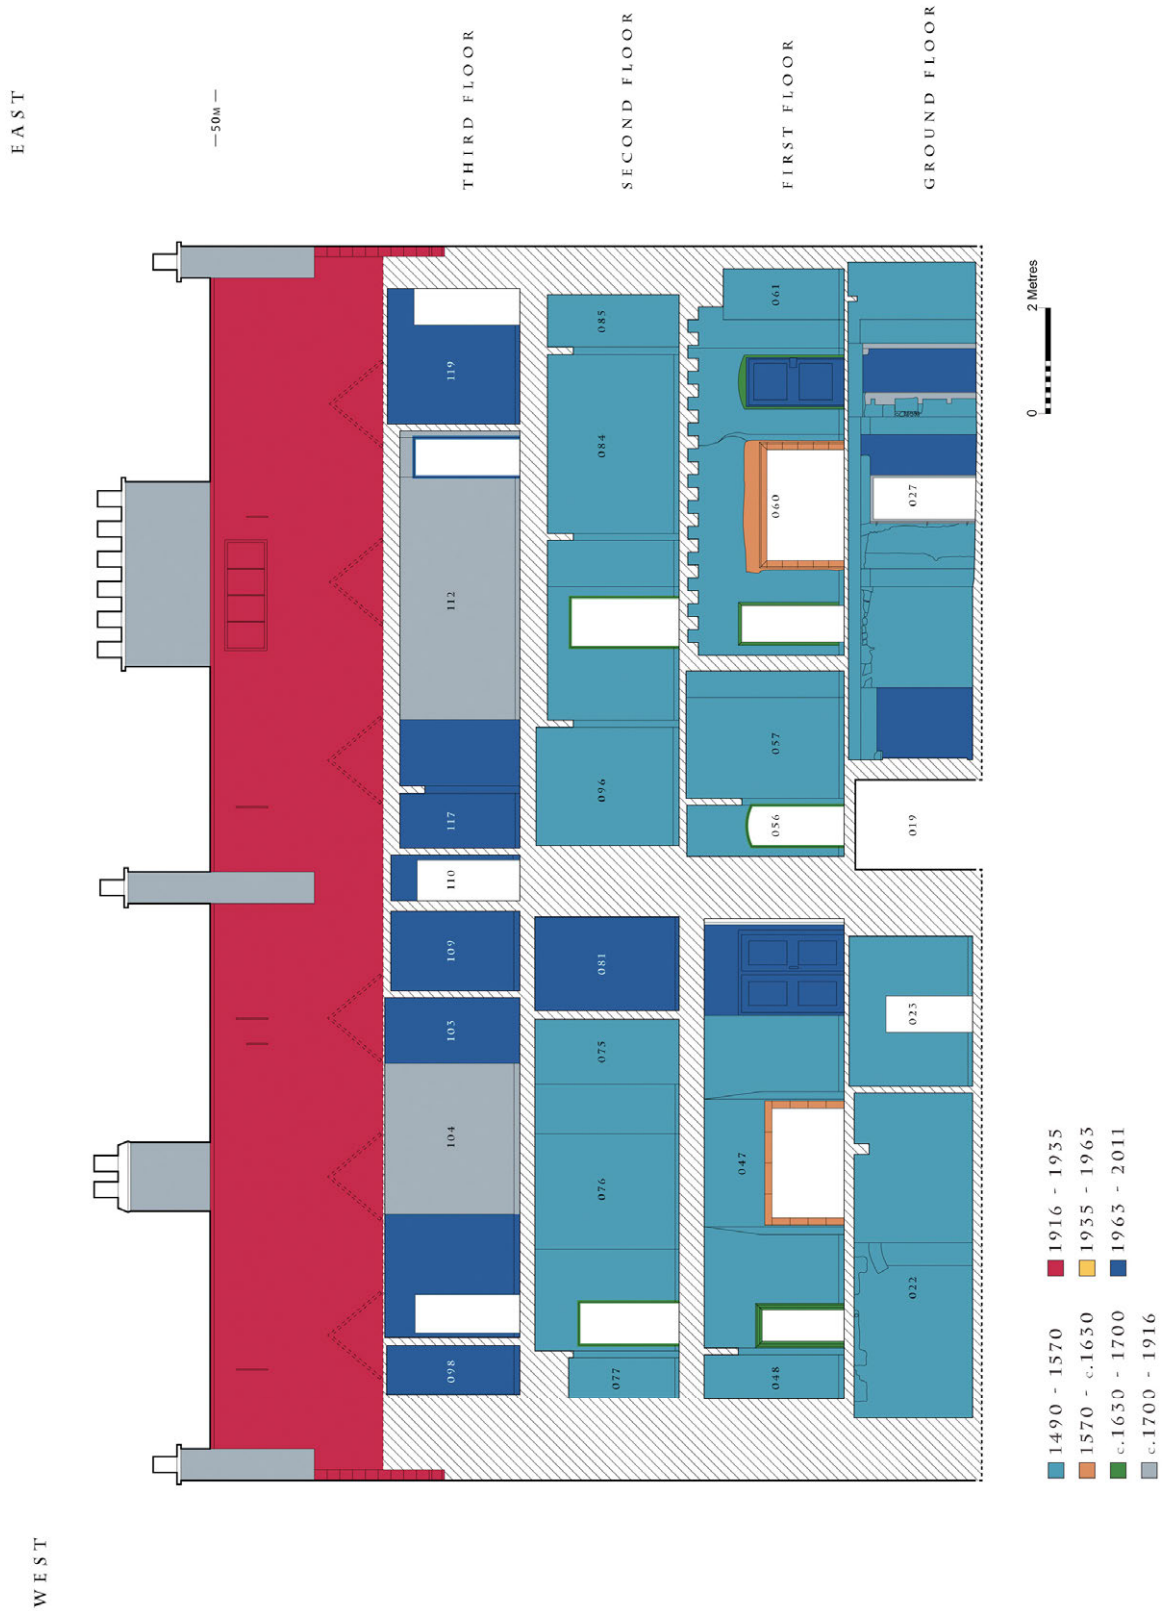 WEST
EAST
—50M—
THIRD FLOOR
098
104
103
109
110
117
112
119
SECOND FLOOR
077
076
075
081
096
084
085
FIRST FLOOR
048
047
056
057
060
061
GROUND FLOOR
022
023
019
027
0 2 Metres
1490 - 1570
1570 - c.1630
c.1630 - 1700
c.1700 - 1916
1916 - 1935
1935 - 1963
1963 - 2011